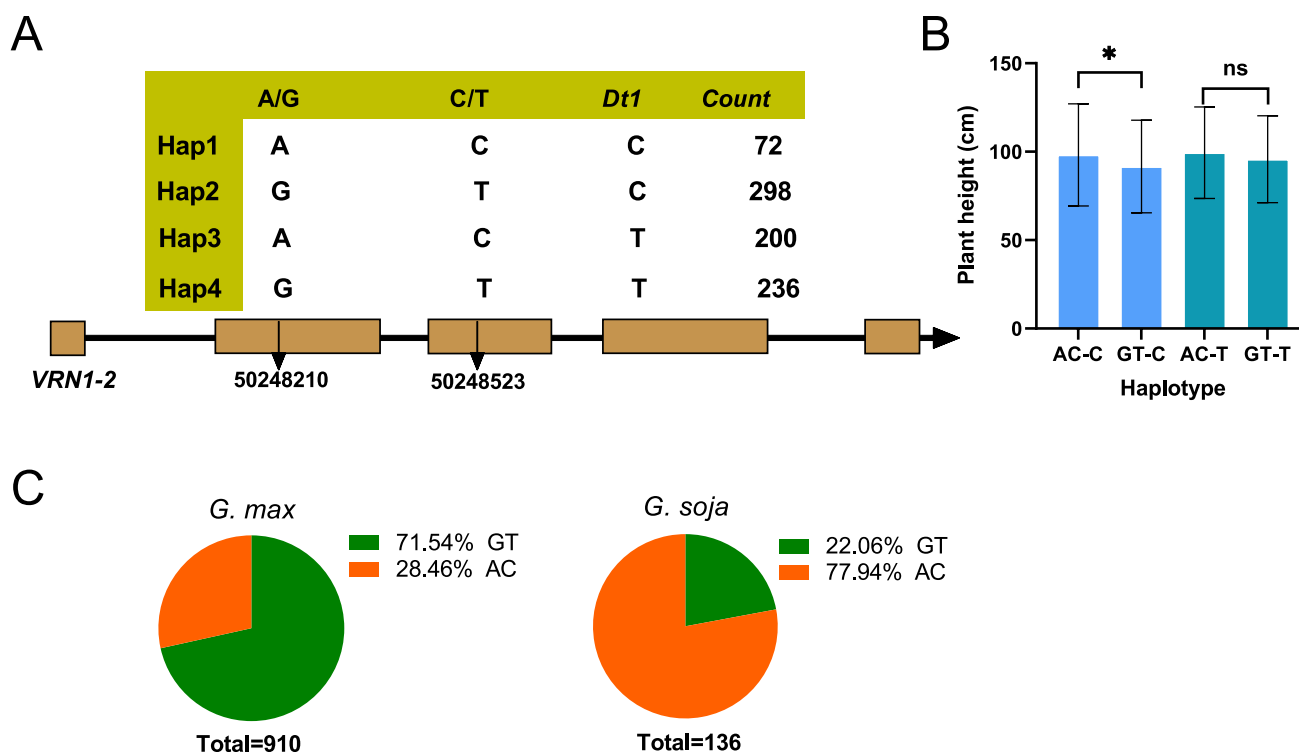 A
A/G C/T Dt1 Count
Hap1 A C C 72
Hap2 G T C 298
Hap3 A C T 200
Hap4 G T T 236
VRN1-2 50248210 50248523
B
Plant height (cm)
150
100
50
0
* ns
AC-C GT-C AC-T GT-T
Haplotype
C
G. max
71.54% GT
28.46% AC
Total=910
G. soja
22.06% GT
77.94% AC
Total=136